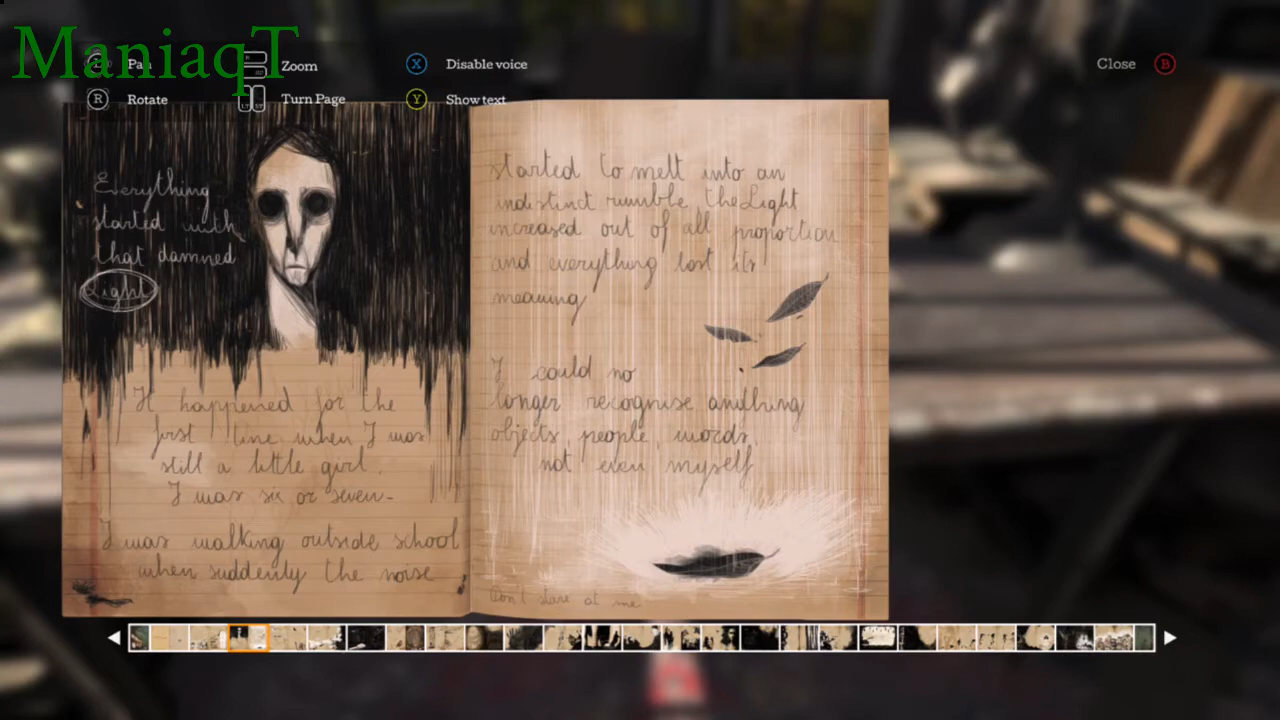 ManiaqT
Pan
Zoom
X
Disable voice
Close
B
R
Rotate
Turn Page
Y
Show text
Everything
started with
that damned
Light
It happened for the
first time when I was
still a little girl.
I was six or seven-
I was walking outside school
when suddenly the noise
started to melt into an
indistinct rumble the Light
increased out of all proportion
and everything lost its
meaning
I could no
longer recognise anything
objects, people, words,
not even myself
Don't stare at me